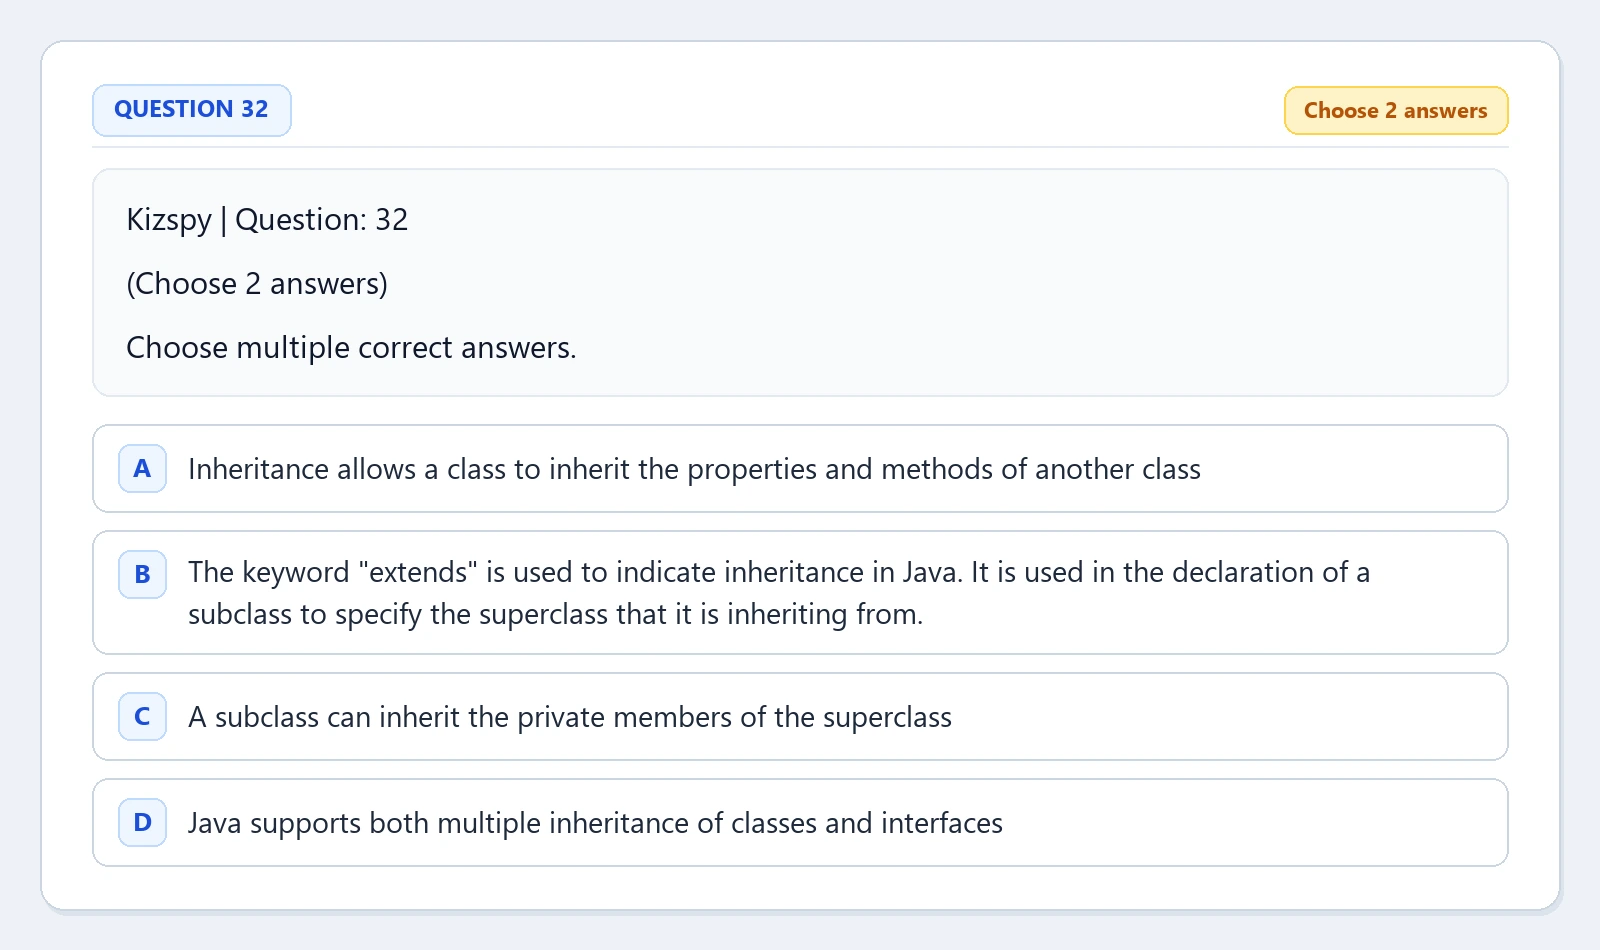 QUESTION 32
Choose 2 answers
Kizspy | Question: 32
(Choose 2 answers)
Choose multiple correct answers.
A
Inheritance allows a class to inherit the properties and methods of another class
B
The keyword "extends" is used to indicate inheritance in Java. It is used in the declaration of a
subclass to specify the superclass that it is inheriting from.
C
A subclass can inherit the private members of the superclass
D
Java supports both multiple inheritance of classes and interfaces